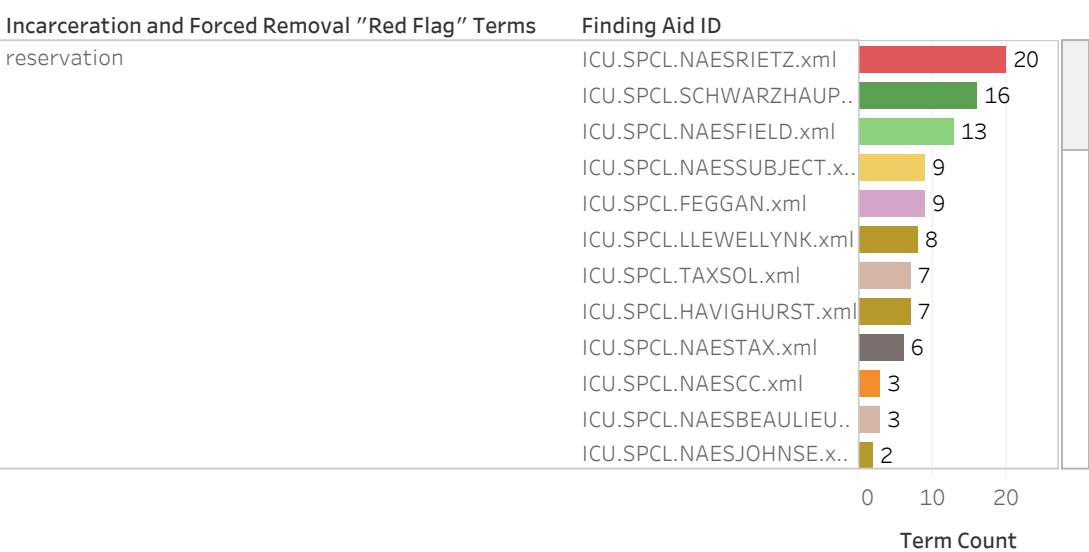 Incarceration and Forced Removal "Red Flag" Terms Finding Aid ID
reservation ICU.SPCL.NAESRIETZ.xml 20
ICU.SPCL.SCHWARZHAUP.. 16
ICU.SPCL.NAESFIELD.xml 13
ICU.SPCL.NAESSUBJECT.x.. 9
ICU.SPCL.FEGGAN.xml 9
ICU.SPCL.LLEWELLYNK.xml 8
ICU.SPCL.TAXSOL.xml 7
ICU.SPCL.HAVIGHURST.xml 7
ICU.SPCL.NAESTAX.xml 6
ICU.SPCL.NAESCC.xml 3
ICU.SPCL.NAESBEAULIEU.. 3
ICU.SPCL.NAESJOHNSE.x.. 2
0 10 20
Term Count